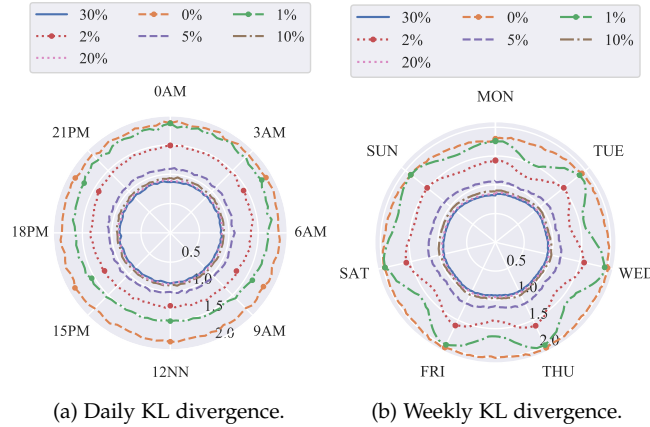 30% 0% 1%
2% 5% 10%
20%
0AM
3AM
6AM
9AM
12NN
15PM
18PM
21PM
0.5
1.0
1.5
2.0
(a) Daily KL divergence.
30% 0% 1%
2% 5% 10%
20%
MON
TUE
WED
THU
FRI
SAT
SUN
0.5
1.0
1.5
2.0
(b) Weekly KL divergence.